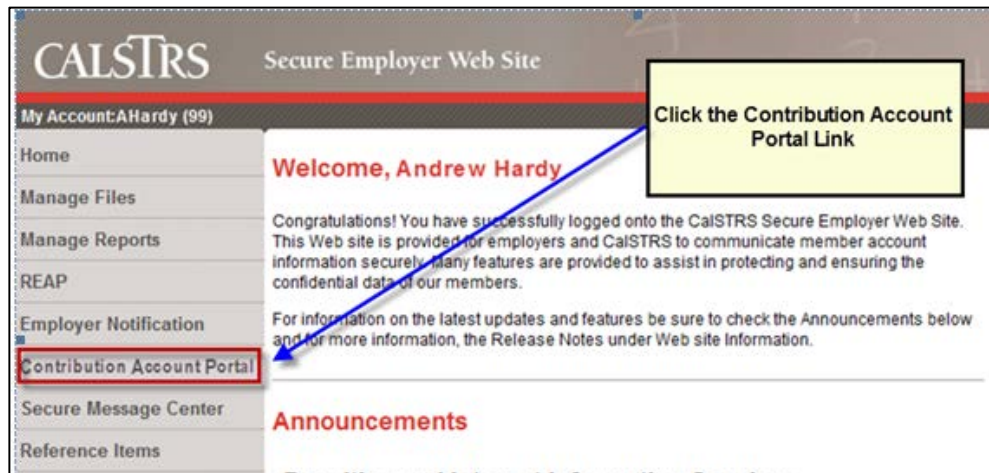 CALSTRS
Secure Employer Web Site
My Account:AHardy (99)
Click the Contribution Account
Portal Link
Home
Manage Files
Manage Reports
REAP
Employer Notification
Contribution Account Portal
Secure Message Center
Reference Items
Welcome, Andrew Hardy
Congratulations! You have successfully logged onto the CalSTRS Secure Employer Web Site.
This Web site is provided for employers and CalSTRS to communicate member account
information securely. Many features are provided to assist in protecting and ensuring the
confidential data of our members.
For information on the latest updates and features be sure to check the Announcements below
and for more information, the Release Notes under Web site Information.
Announcements